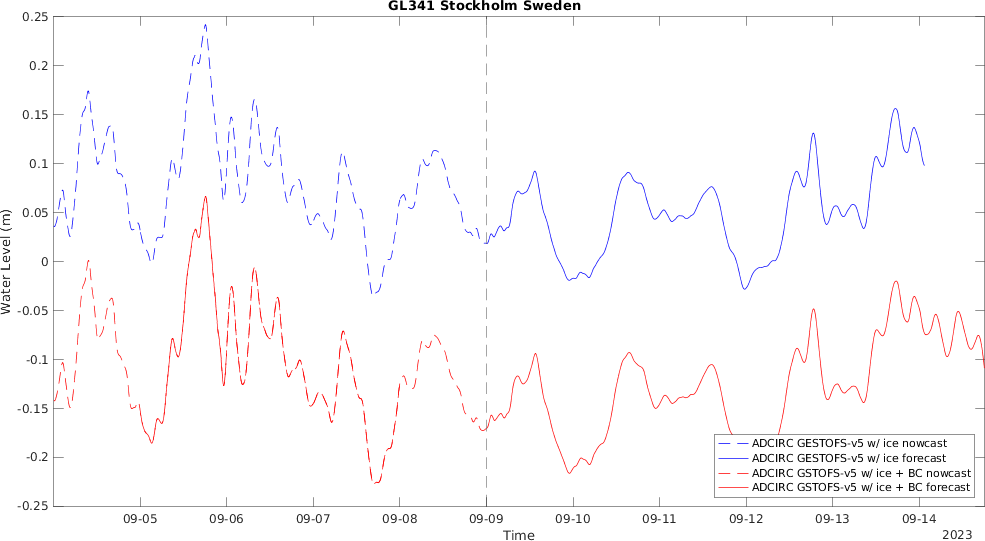 GL341 Stockholm Sweden
0.25
0.2
0.15
0.1
0.05
0
-0.05
-0.1
-0.15
-0.2
-0.25
Water Level (m)
ADCIRC GESTOFS-v5 w/ ice nowcast
ADCIRC GESTOFS-v5 w/ ice forecast
ADCIRC GSTOFS-v5 w/ ice + BC nowcast
ADCIRC GSTOFS-v5 w/ ice + BC forecast
09-05 09-06 09-07 09-08 09-09 09-10 09-11 09-12 09-13 09-14
Time
2023